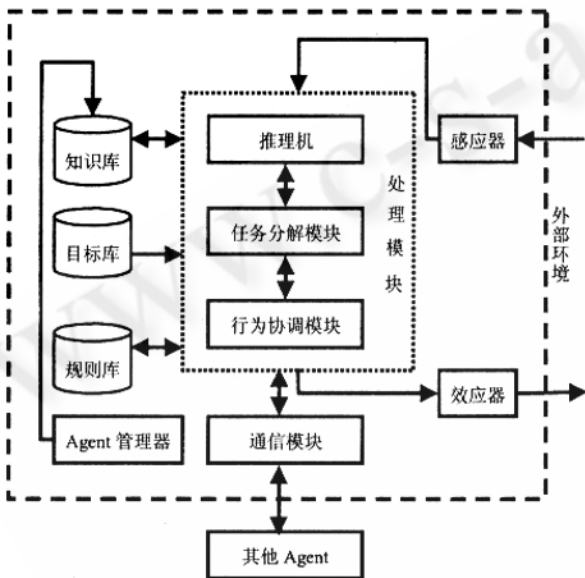 知识库
推理机
感应器
处理模块
目标库
任务分解模块
外部环境
行为协调模块
规则库
效应器
Agent 管理器
通信模块
其他 Agent
www.c-s-a